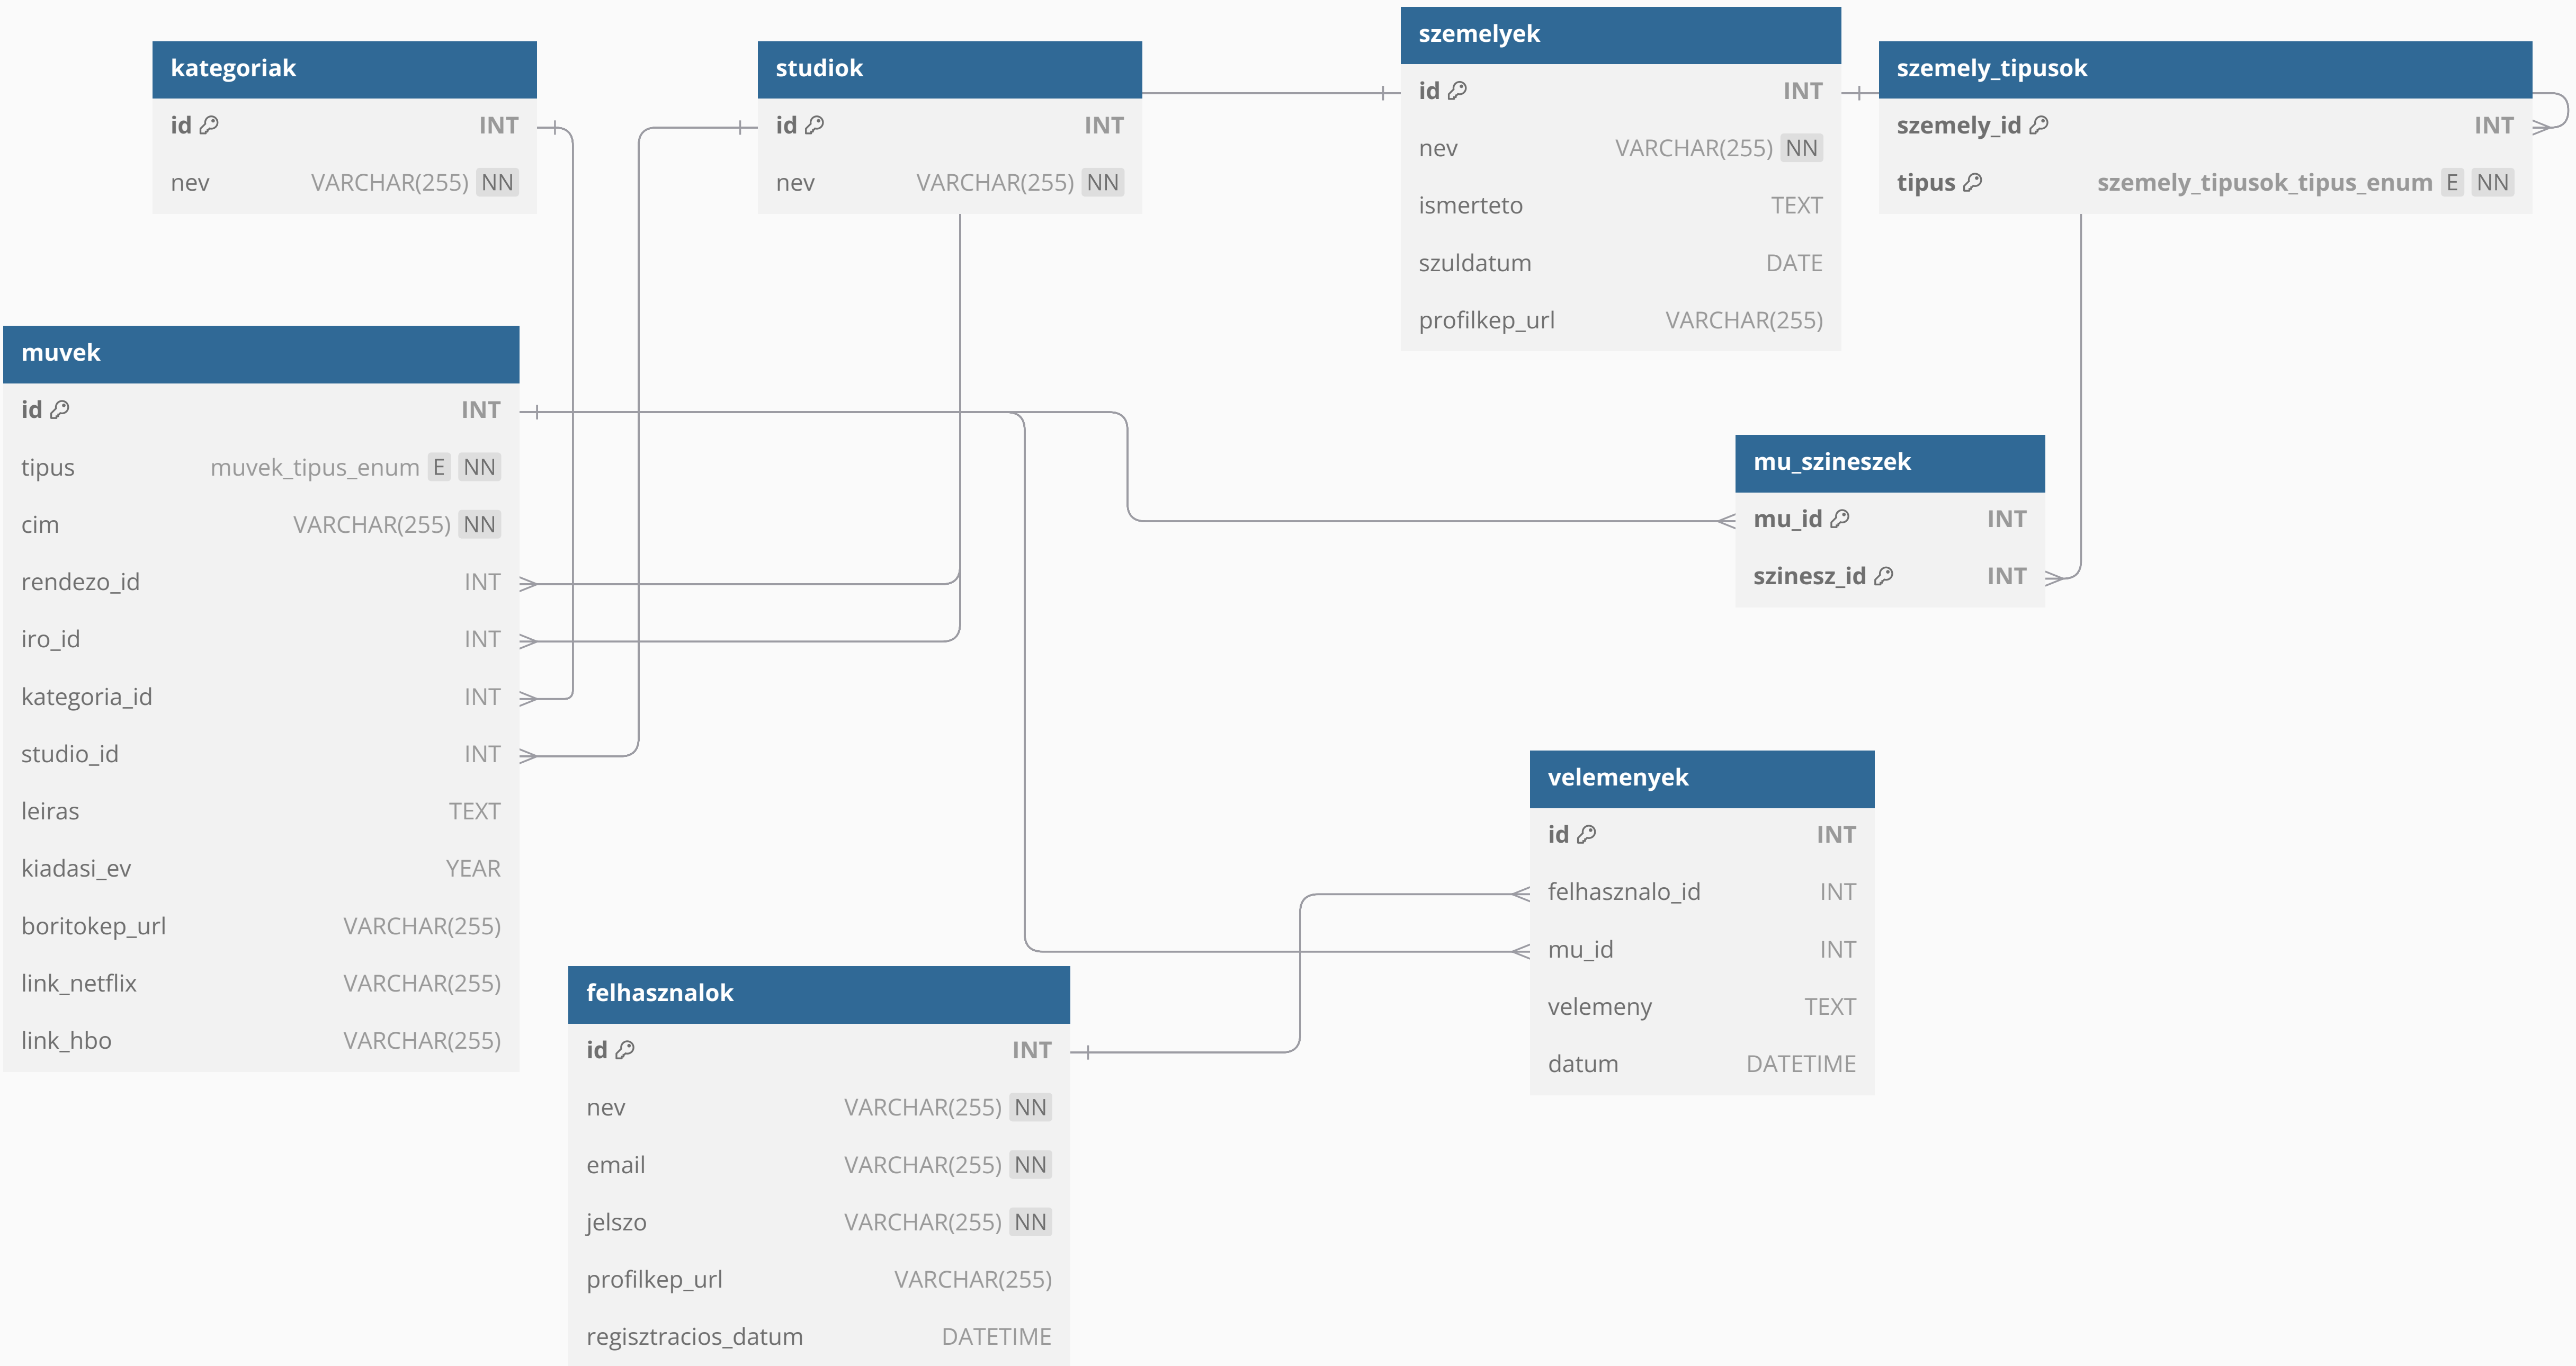 kategoriak
id INT
nev VARCHAR(255) NN
studiok
id INT
nev VARCHAR(255) NN
szemelyek
id INT
nev VARCHAR(255) NN
ismerteto TEXT
szuldatum DATE
profilkep_url VARCHAR(255)
szemely_tipusok
szemely_id INT
tipus szemely_tipusok_tipus_enum E NN
muvek
id INT
tipus muvek_tipus_enum E NN
cim VARCHAR(255) NN
rendezo_id INT
iro_id INT
kategoria_id INT
studio_id INT
leiras TEXT
kiadasi_ev YEAR
boritokep_url VARCHAR(255)
link_netflix VARCHAR(255)
link_hbo VARCHAR(255)
mu_szineszek
mu_id INT
szinesz_id INT
velemenyek
id INT
felhasznalo_id INT
mu_id INT
velemeny TEXT
datum DATETIME
felhasznalok
id INT
nev VARCHAR(255) NN
email VARCHAR(255) NN
jelszo VARCHAR(255) NN
profilkep_url VARCHAR(255)
regisztracios_datum DATETIME